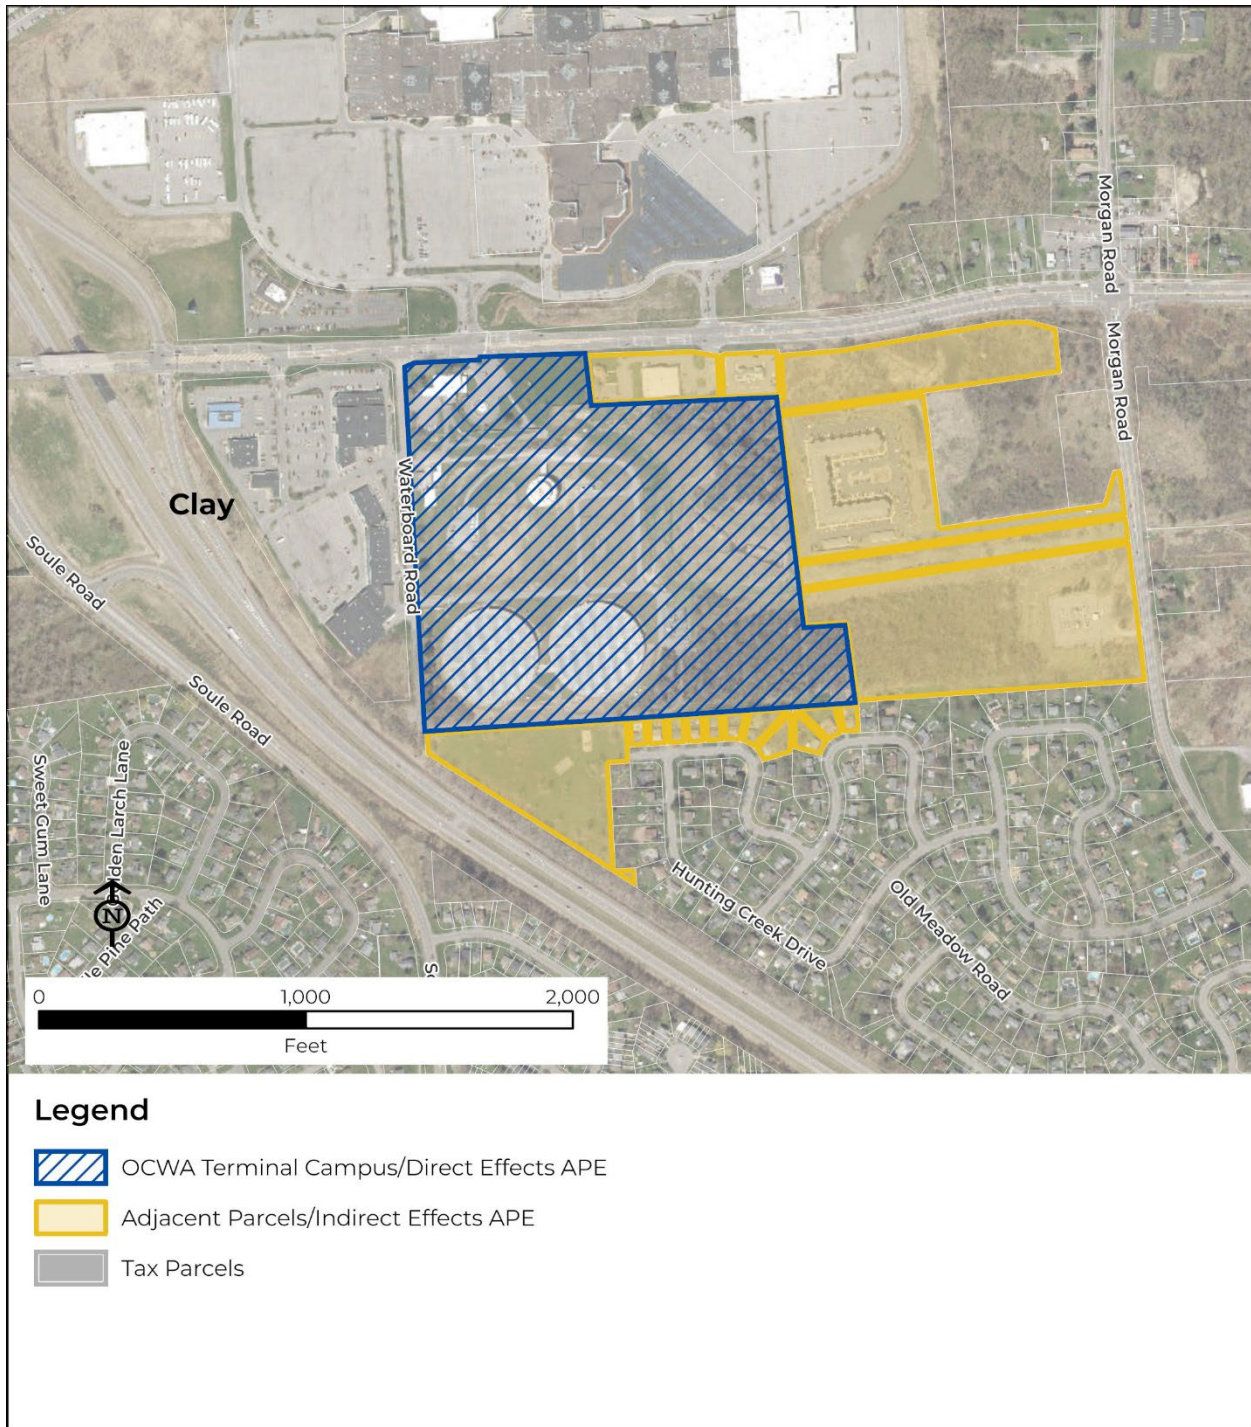 Morgan Road
Morgan Road
Clay
Waterboard Road
Soule Road
Soule Road
Sweet Gum Lane
Larch Lane
Pine Path
Hunting Creek Drive
Old Meadow Road
N
0 1,000 2,000
Feet
Legend
OCWA Terminal Campus/Direct Effects APE
Adjacent Parcels/Indirect Effects APE
Tax Parcels